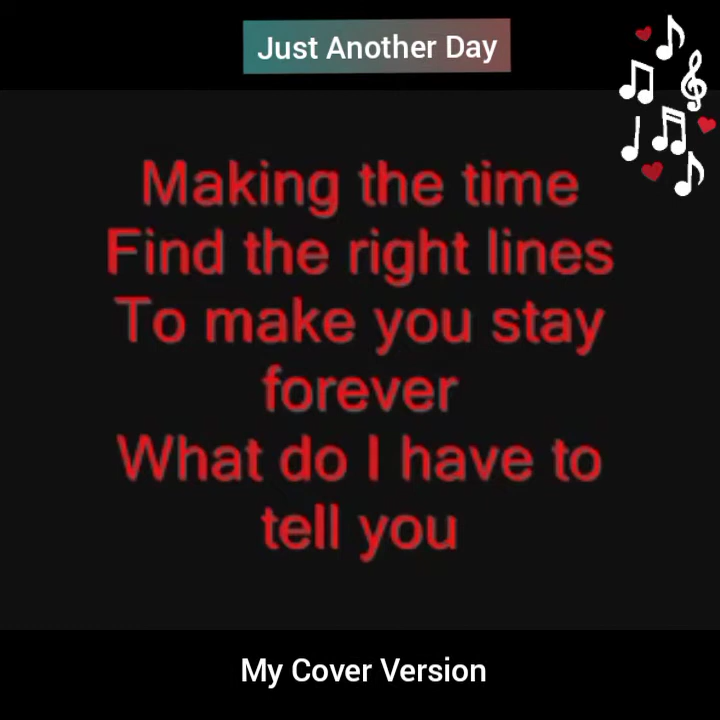 Just Another Day
Making the time
Find the right lines
To make you stay
forever
What do I have to
tell you
My Cover Version